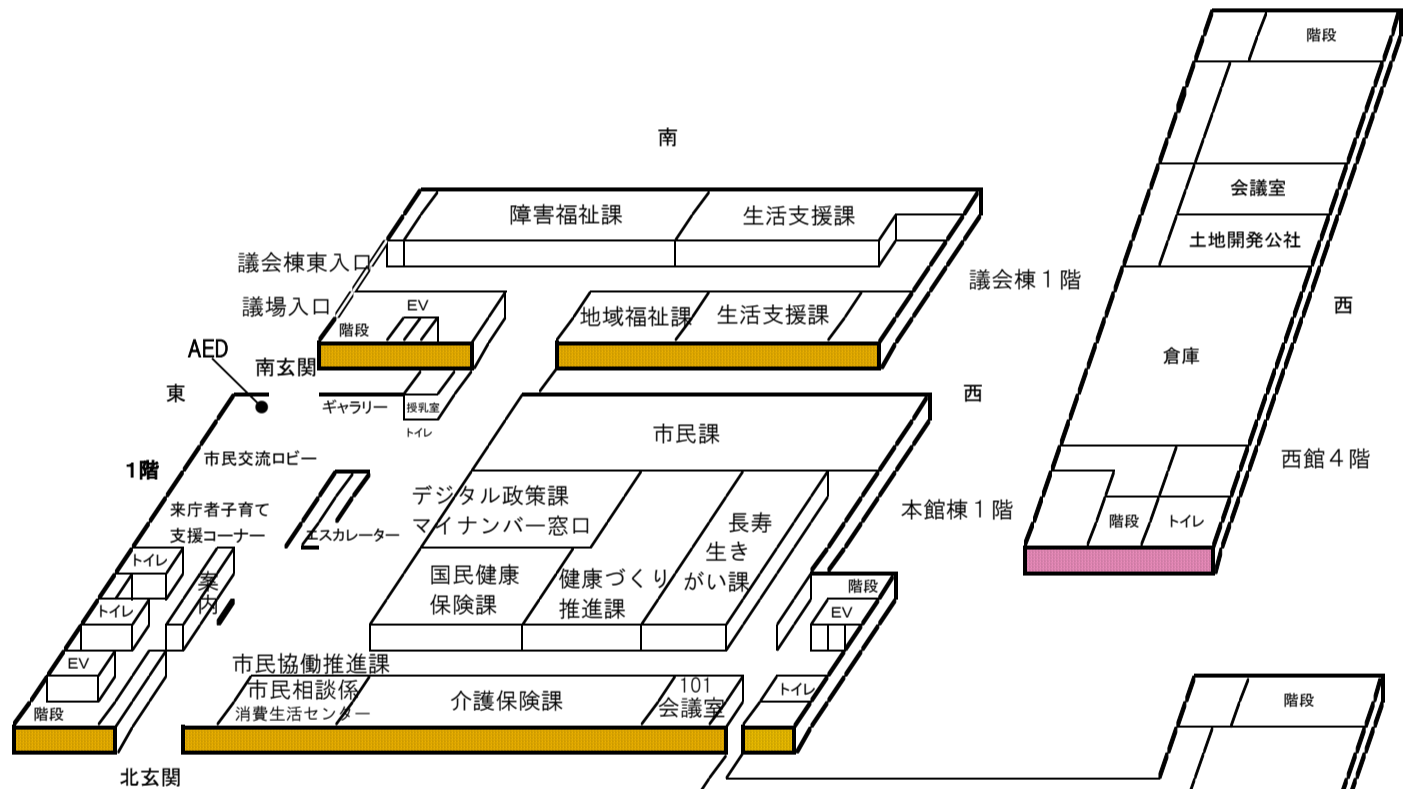 階段
南
会議室
障害福祉課
生活支援課
土地開発公社
議会棟東入口
議会棟１階
議場入口
EV
西
地域福祉課
生活支援課
階段
AED
倉庫
南玄関
東
西
ギャラリー
授乳室
トイレ
市民課
市民交流ロビー
西館４階
1階
デジタル政策課
マイナンバー窓口
本館棟１階
来庁者子育て
支援コーナー
エスカレーター
長寿
生き
がい課
階段
トイレ
トイレ
案内
国民健康
保険課
健康づくり
推進課
階段
トイレ
EV
EV
市民協働推進課
市民相談係
消費生活センター
介護保険課
101
会議室
トイレ
階段
階段
北玄関